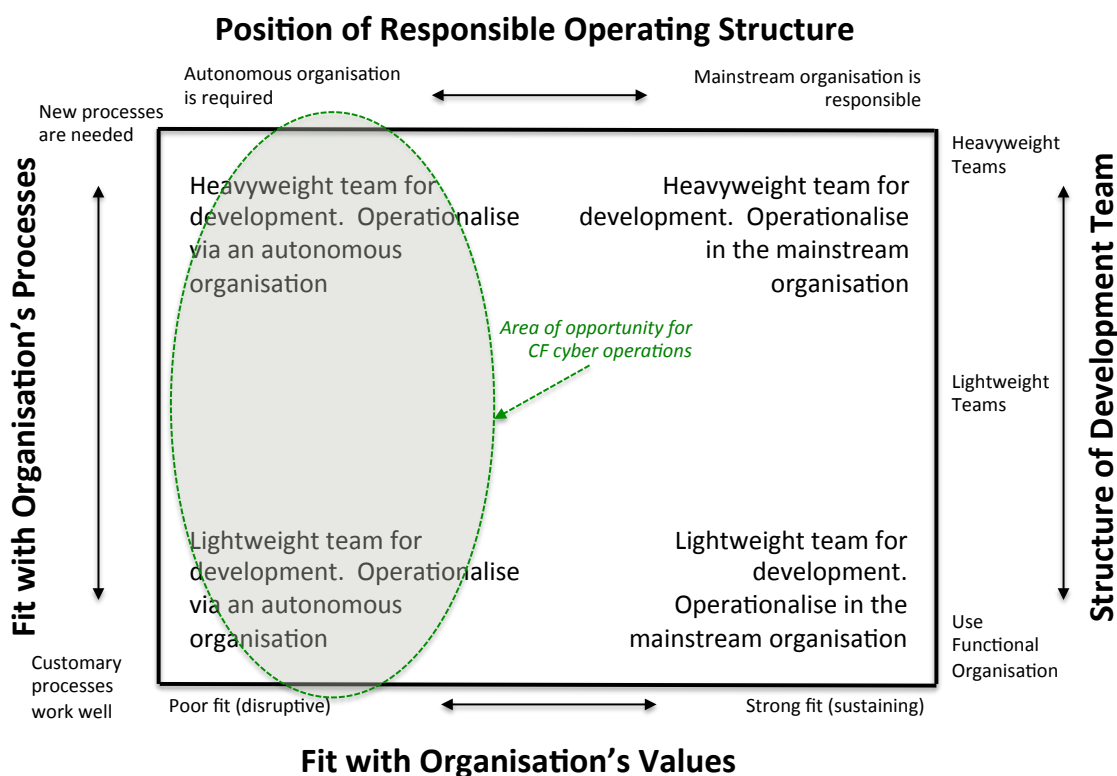 Position of Responsible Operating Structure
Autonomous organisation
is required
Mainstream organisation is
responsible
New processes
are needed
Heavyweight
Teams
Fit with Organisation's Processes
Structure of Development Team
Heavyweight team for
development.  Operationalise
via an autonomous
organisation
Heavyweight team for
development.  Operationalise
in the mainstream
organisation
Area of opportunity for
CF cyber operations
Lightweight
Teams
Lightweight team for
development.  Operationalise
via an autonomous
organisation
Lightweight team for
development.
Operationalise in the
mainstream organisation
Use
Functional
Organisation
Customary
processes
work well
Poor fit (disruptive)
Strong fit (sustaining)
Fit with Organisation's Values